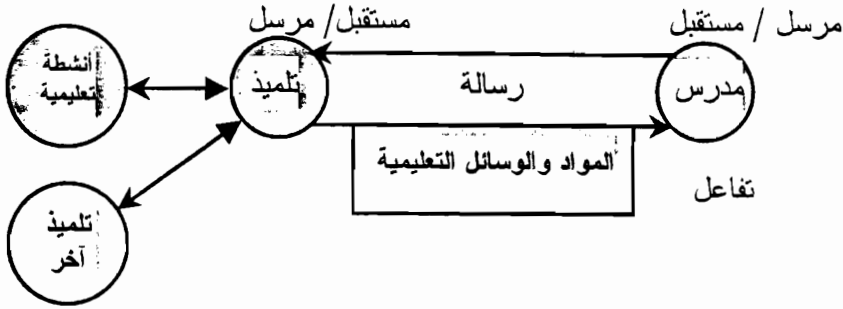 مرسل / مستقبل
مستقبل/ مرسل
مدرس
رسالة
تلميذ
أنشطة
تعليمية
المواد والوسائل التعليمية
تفاعل
تلميذ
آخر